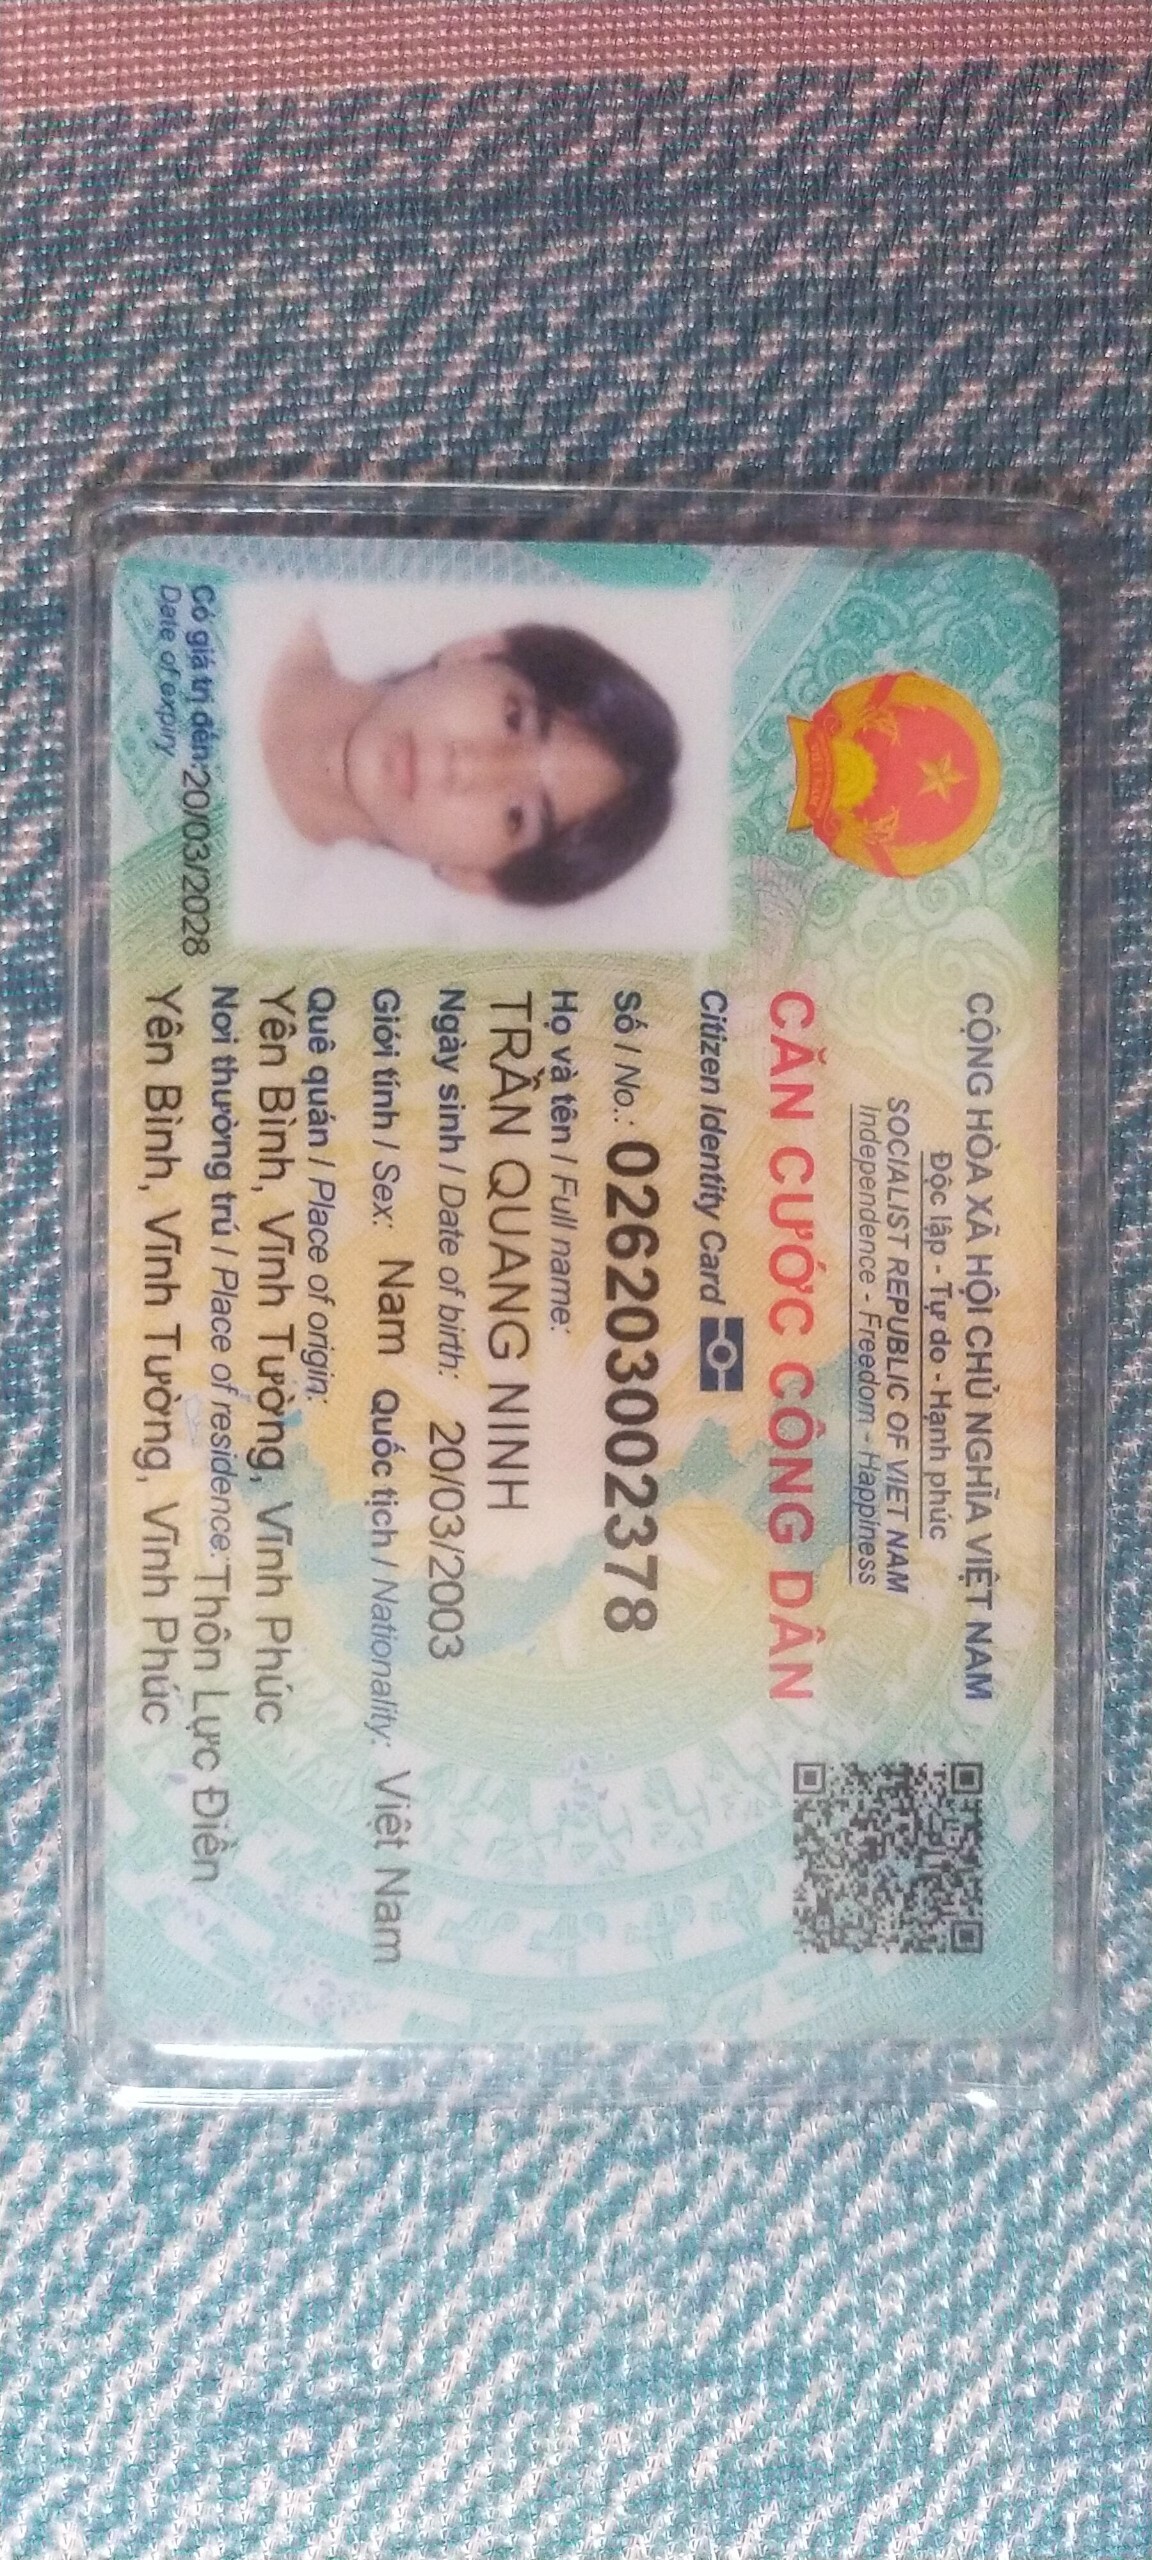 CỘNG HÒA XÃ HỘI CHỦ NGHĨA VIỆT NAM
Độc lập - Tự do - Hạnh phúc
SOCIALIST REPUBLIC OF VIET NAM
Independence - Freedom - Happiness
CĂN CƯỚC CÔNG DÂN
Citizen Identity Card
Số / No.: 026203002378
Họ và tên / Full name:
TRẦN QUANG NINH
Ngày sinh / Date of birth: 20/03/2003
Giới tính / Sex: Nam Quốc tịch / Nationality: Việt Nam
Quê quán / Place of origin:
Yên Bình, Vĩnh Tường, Vĩnh Phúc
Nơi thường trú / Place of residence: Thôn Lực Điền
Yên Bình, Vĩnh Tường, Vĩnh Phúc
Có giá trị đến: 20/03/2028
Date of expiry